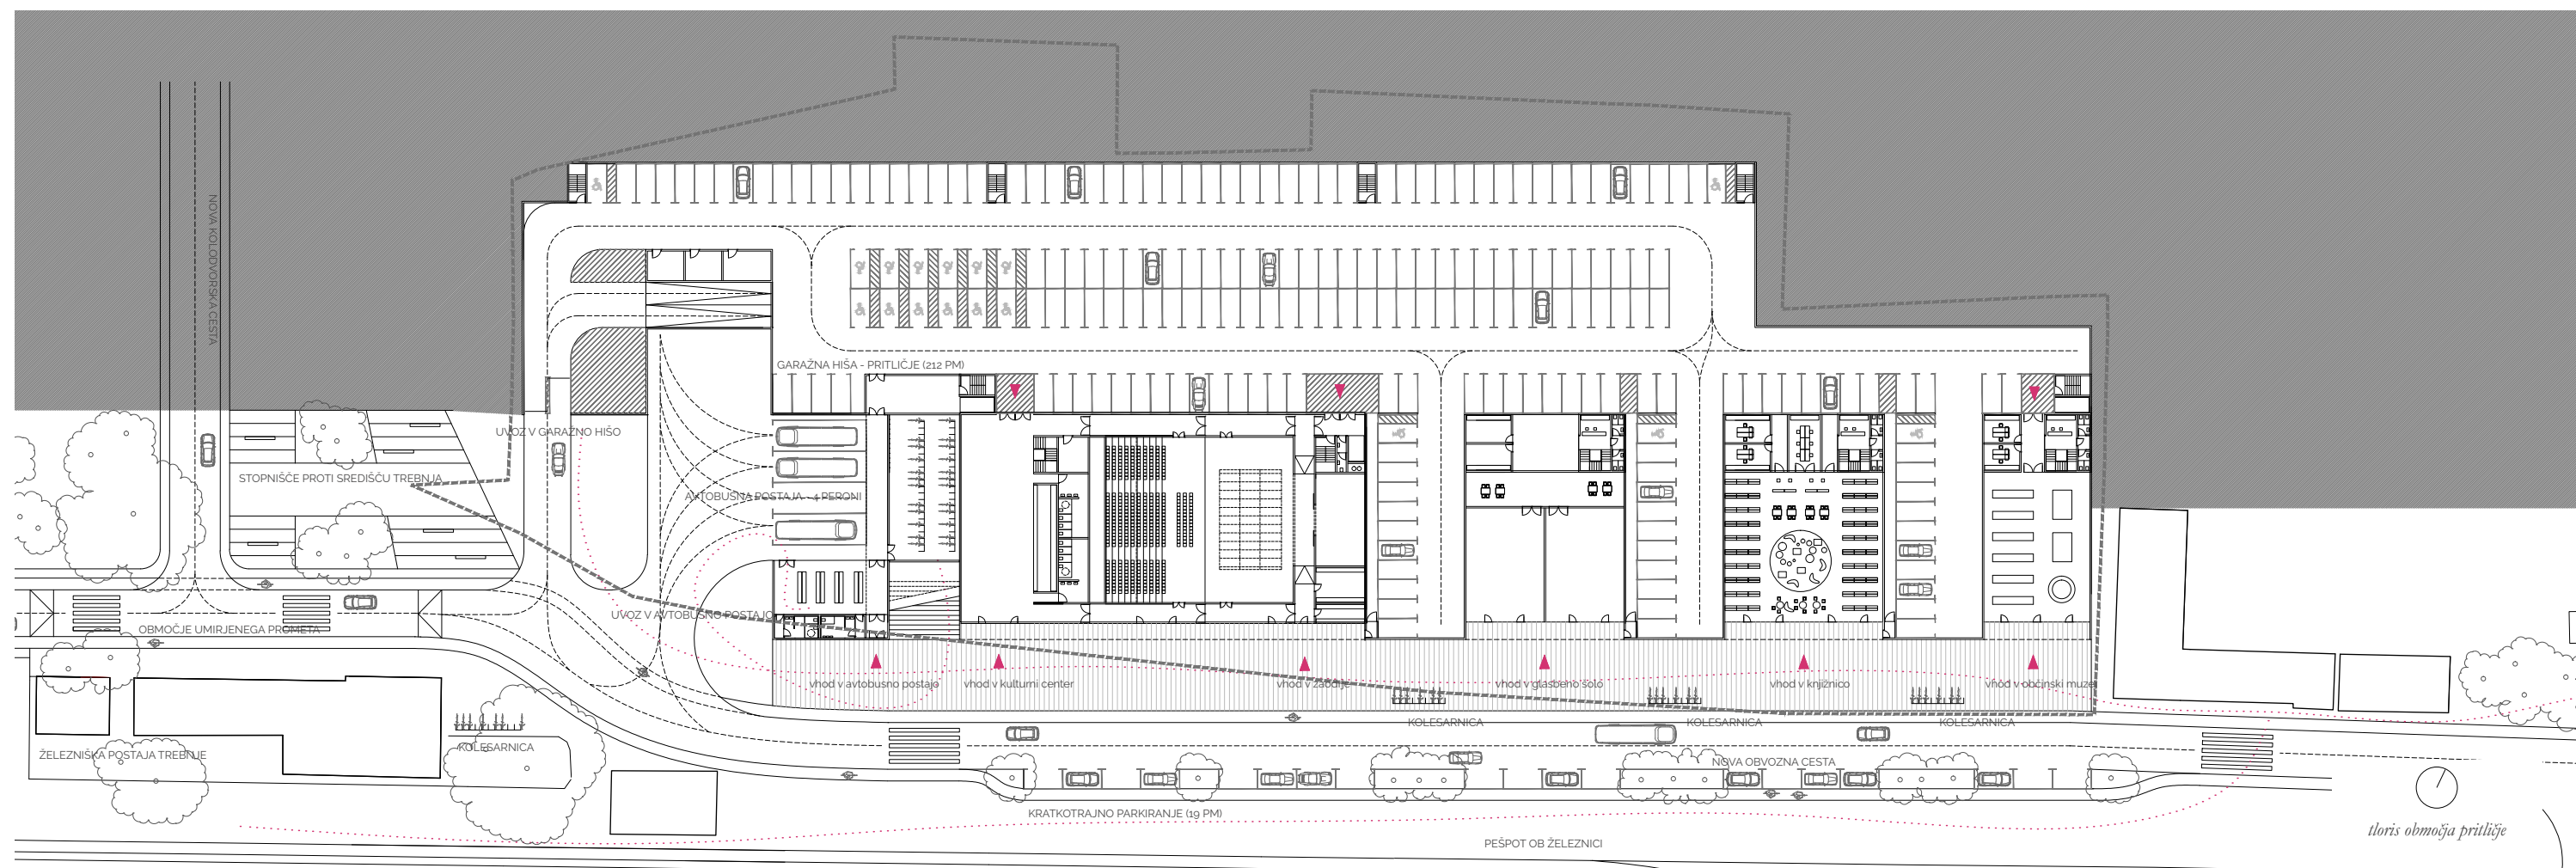 NOVA KOLODVORSKA CESTA
GARAŽNA HIŠA - PRITLIČJE (212 PM)
UVOZ V GARAŽNO HIŠO
STOPNIŠČE PROTI SREDIŠČU TREBNJA
AVTOBUSNA POSTAJA - 4 PERONI
UVOZ V AVTOBUSNO POSTAJO
OBMOČJE UMIRJENEGA PROMETA
vhod v avtobusno postajo
vhod v kulturni center
vhod v zaodrje
vhod v glasbeno šolo
vhod v knjižnico
vhod v občinski muzej
KOLESARNICA
KOLESARNICA
KOLESARNICA
KOLESARNICA
ŽELEZNIŠKA POSTAJA TREBNJE
NOVA OBVOZNA CESTA
KRATKOTRAJNO PARKIRANJE (19 PM)
PEŠPOT OB ŽELEZNICI
tloris območja pritličje